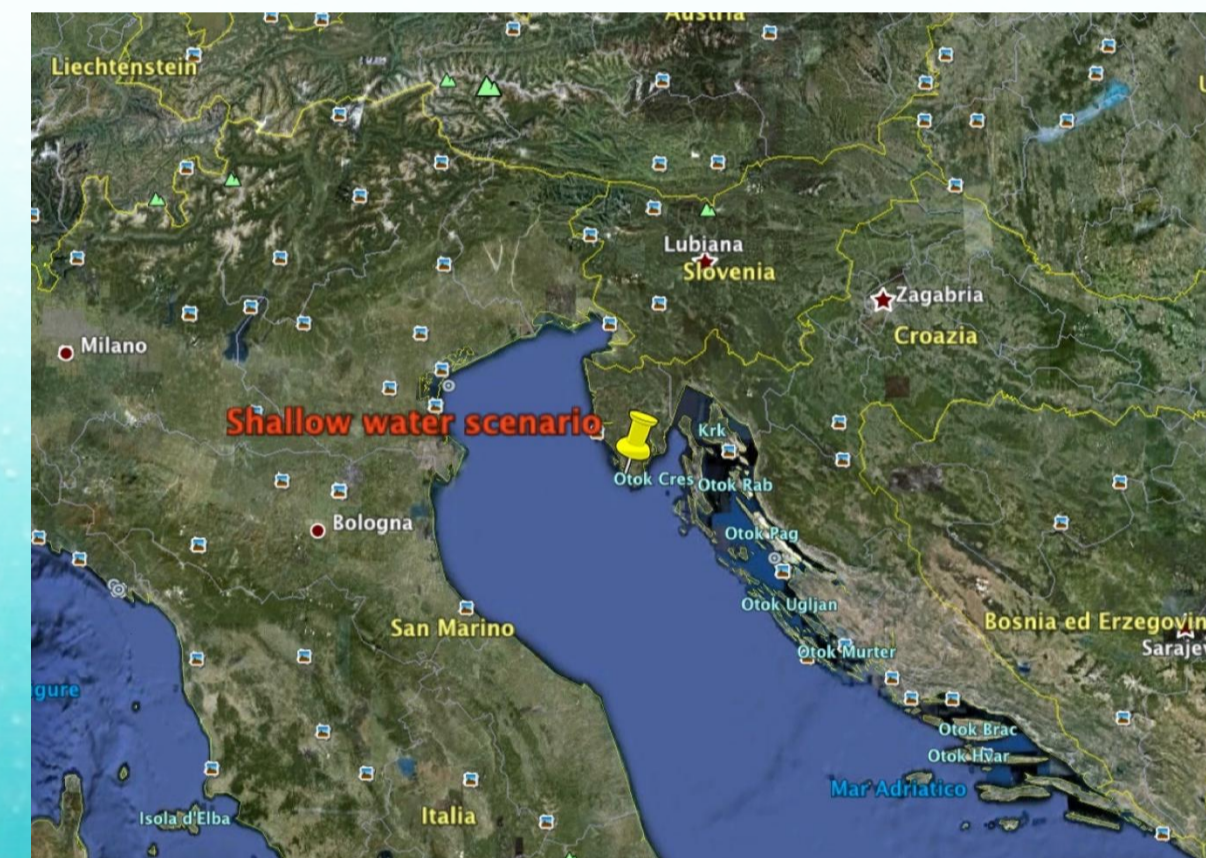 Austria
Liechtenstein
Lubiana
Slovenia
Zagabria
Croazia
Milano
Shallow water scenario
Krk
Otok Cres
Otok Rab
Bologna
Otok Pag
Otok Ugljan
San Marino
Bosnia ed Erzegovin
Sarajev
Otok Murter
gure
Otok Brac
Otok Hvar
Mar Adriatico
Isola d'Elba
Italia